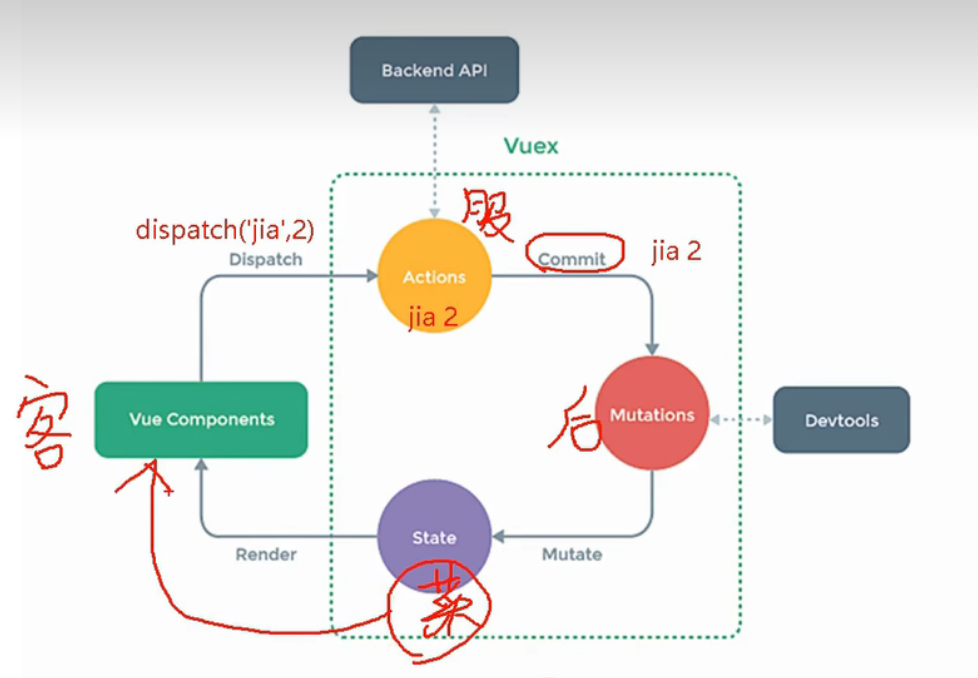 Backend API
Vuex
服
dispatch('jia',2)
Dispatch
Commit
jia 2
Actions
jia 2
客
Vue Components
后
Mutations
Devtools
State
Render
Mutate
菜